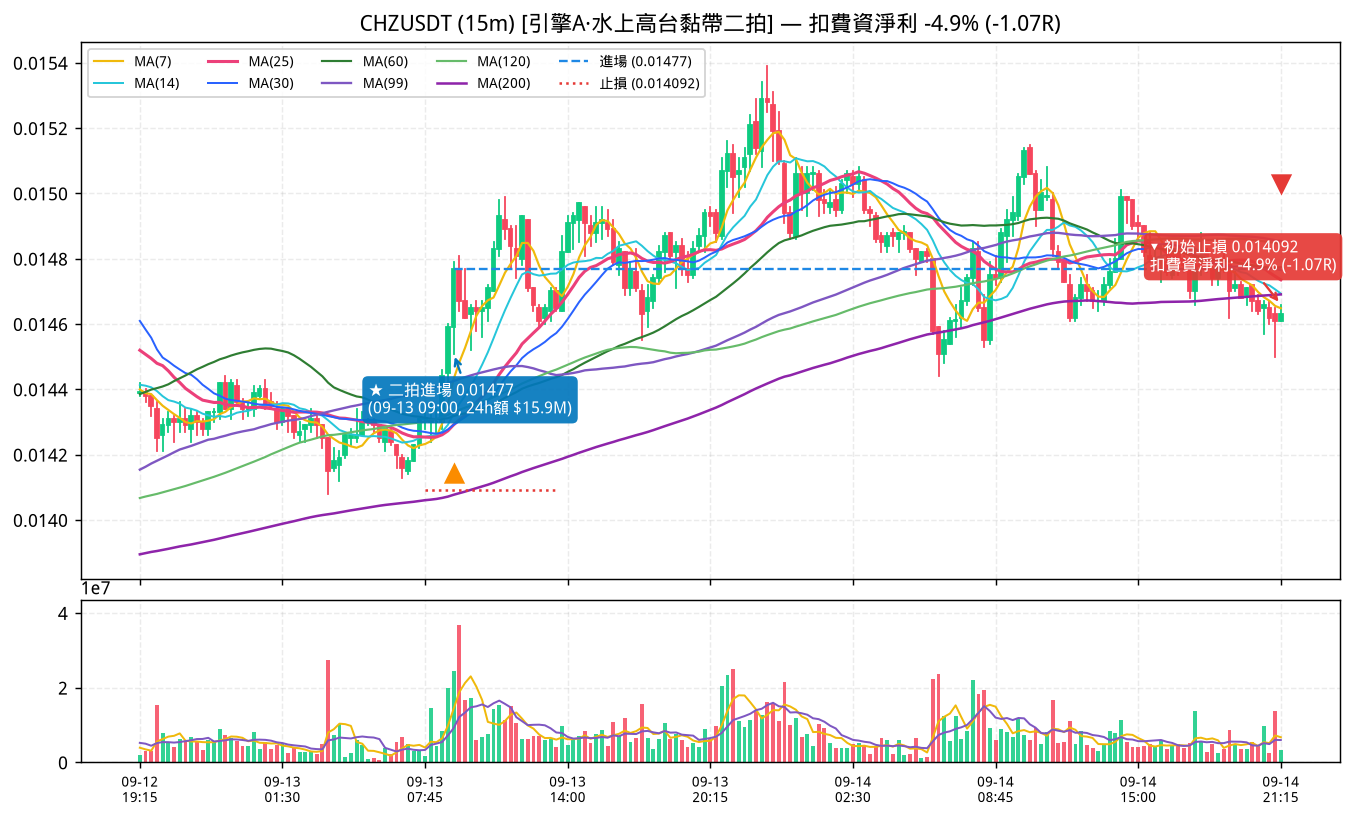 CHZUSDT (15m) [引擎A·水上高台黏帶二拍] — 扣費資淨利 -4.9% (-1.07R)
MA(7) MA(25) MA(60) MA(120) 進場 (0.01477)
MA(14) MA(30) MA(99) MA(200) 止損 (0.014092)
0.0154
0.0152
0.0150
0.0148
0.0146
0.0144
0.0142
0.0140
▼ 初始止損 0.014092
扣費資淨利: -4.9% (-1.07R)
★ 二拍進場 0.01477
(09-13 09:00, 24h額 $15.9M)
1e7
4
2
0
09-12 09-13 09-13 09-13 09-13 09-14 09-14 09-14 09-14
19:15 01:30 07:45 14:00 20:15 02:30 08:45 15:00 21:15